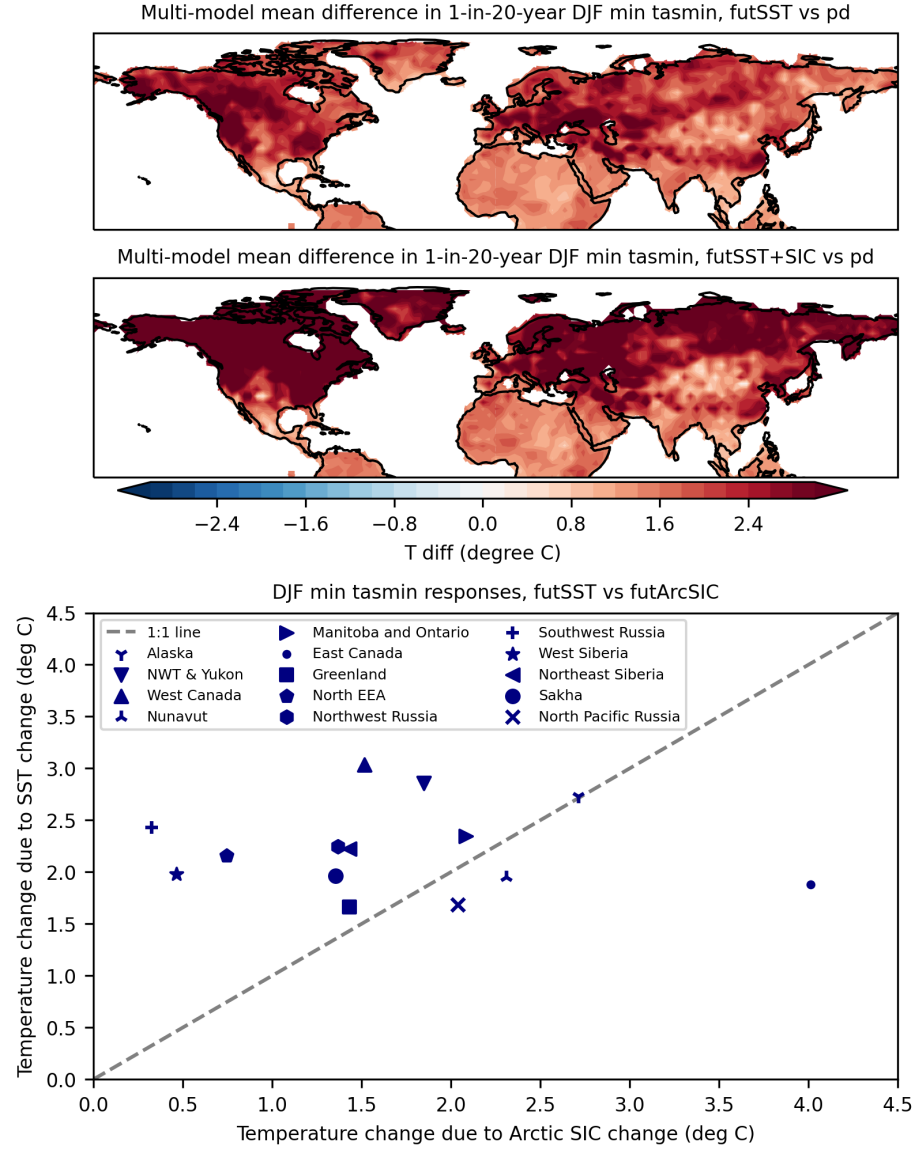 Multi-model mean difference in 1-in-20-year DJF min tasmin, futSST vs pd
Multi-model mean difference in 1-in-20-year DJF min tasmin, futSST+SIC vs pd
−2.4 −1.6 −0.8 0.0 0.8 1.6 2.4
T diff (degree C)
DJF min tasmin responses, futSST vs futArcSIC
Temperature change due to SST change (deg C)
4.5
4.0
3.5
3.0
2.5
2.0
1.5
1.0
0.5
0.0
1:1 line
Alaska
NWT & Yukon
West Canada
Nunavut
Manitoba and Ontario
East Canada
Greenland
North EEA
Northwest Russia
Southwest Russia
West Siberia
Northeast Siberia
Sakha
North Pacific Russia
0.0 0.5 1.0 1.5 2.0 2.5 3.0 3.5 4.0 4.5
Temperature change due to Arctic SIC change (deg C)